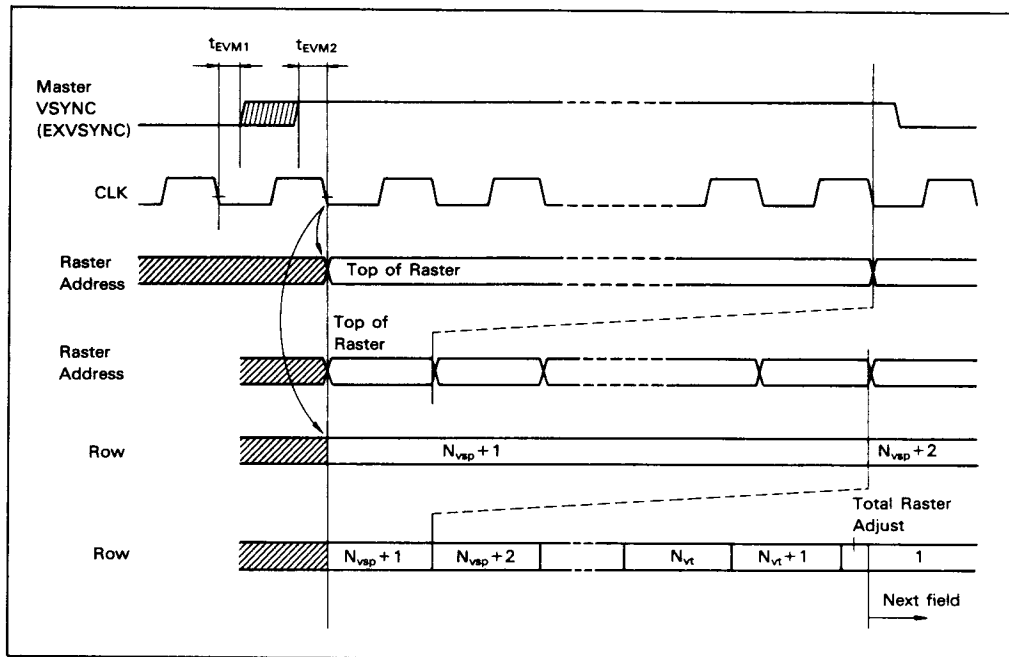 tEVM1 tEVM2
Master
VSYNC
(EXVSYNC)
CLK
Raster
Address
Top of Raster
Top of
Raster
Raster
Address
Row
Nvsp + 1
Nvsp + 2
Total Raster
Adjust
Row
Nvsp + 1 Nvsp + 2 Nvt Nvt + 1 1
Next field